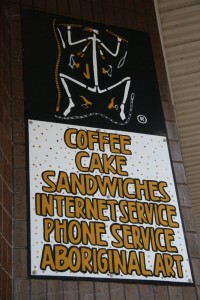 ®
COFFEE
CAKE
SANDWICHES
INTERNET SERVICE
PHONE SERVICE
ABORIGINAL ART